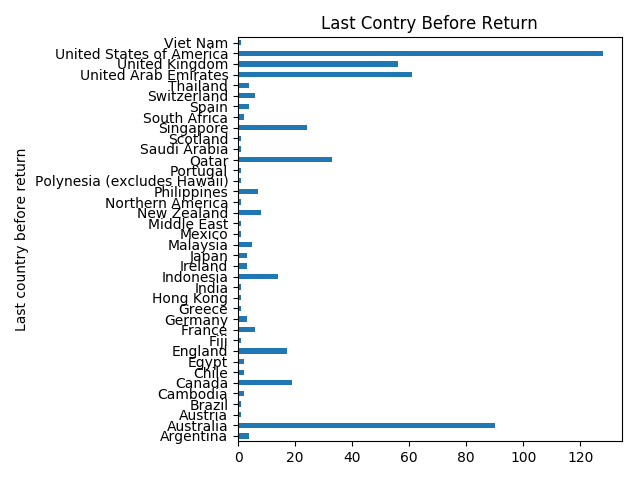 Last Contry Before Return
Viet Nam
United States of America
United Kingdom
United Arab Emirates
Thailand
Switzerland
Spain
South Africa
Singapore
Scotland
Saudi Arabia
Qatar
Portugal
Polynesia (excludes Hawaii)
Philippines
Northern America
New Zealand
Middle East
Mexico
Malaysia
Japan
Ireland
Indonesia
India
Hong Kong
Greece
Germany
France
Fiji
England
Egypt
Chile
Canada
Cambodia
Brazil
Austria
Australia
Argentina
Last country before return
0 20 40 60 80 100 120